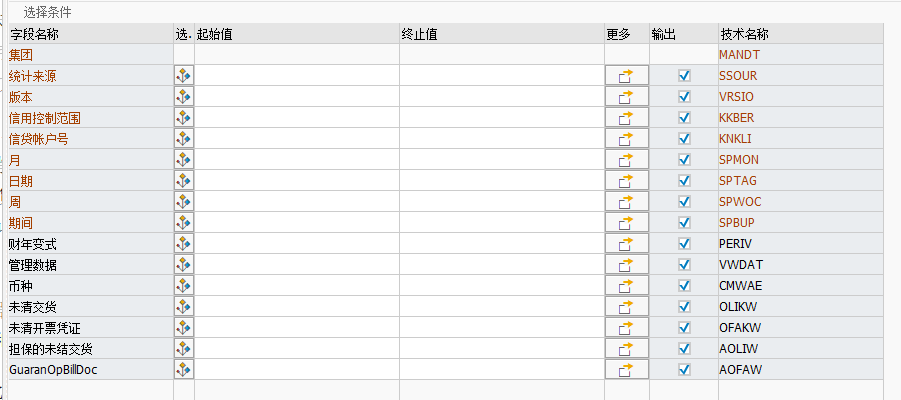 选择条件
字段名称 选. 起始值 终止值 更多 输出 技术名称
集团 MANDT
统计来源 SSOUR
版本 VRSIO
信用控制范围 KKBER
信贷帐户号 KNKLI
月 SPMON
日期 SPTAG
周 SPWOC
期间 SPBUP
财年变式 PERIV
管理数据 VWDAT
币种 CMWAE
未清交货 OLIKW
未清开票凭证 OFAKW
担保的未结交货 AOLIW
GuaranOpBillDoc AOFAW